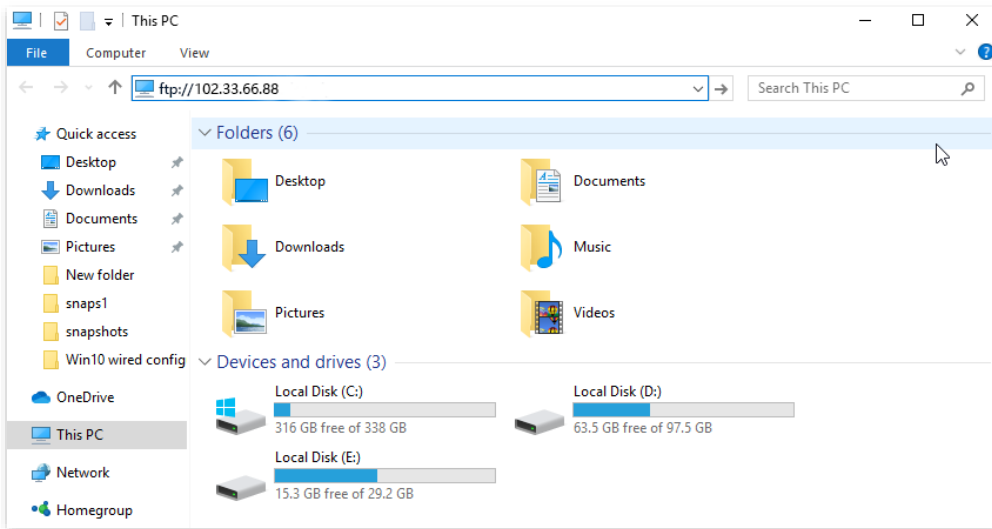 This PC
File Computer View
ftp://102.33.66.88
Search This PC
Quick access
Desktop
Downloads
Documents
Pictures
New folder
snaps1
snapshots
Win10 wired config
OneDrive
This PC
Network
Homegroup
Folders (6)
Desktop
Documents
Downloads
Music
Pictures
Videos
Devices and drives (3)
Local Disk (C:)
316 GB free of 338 GB
Local Disk (D:)
63.5 GB free of 97.5 GB
Local Disk (E:)
15.3 GB free of 29.2 GB